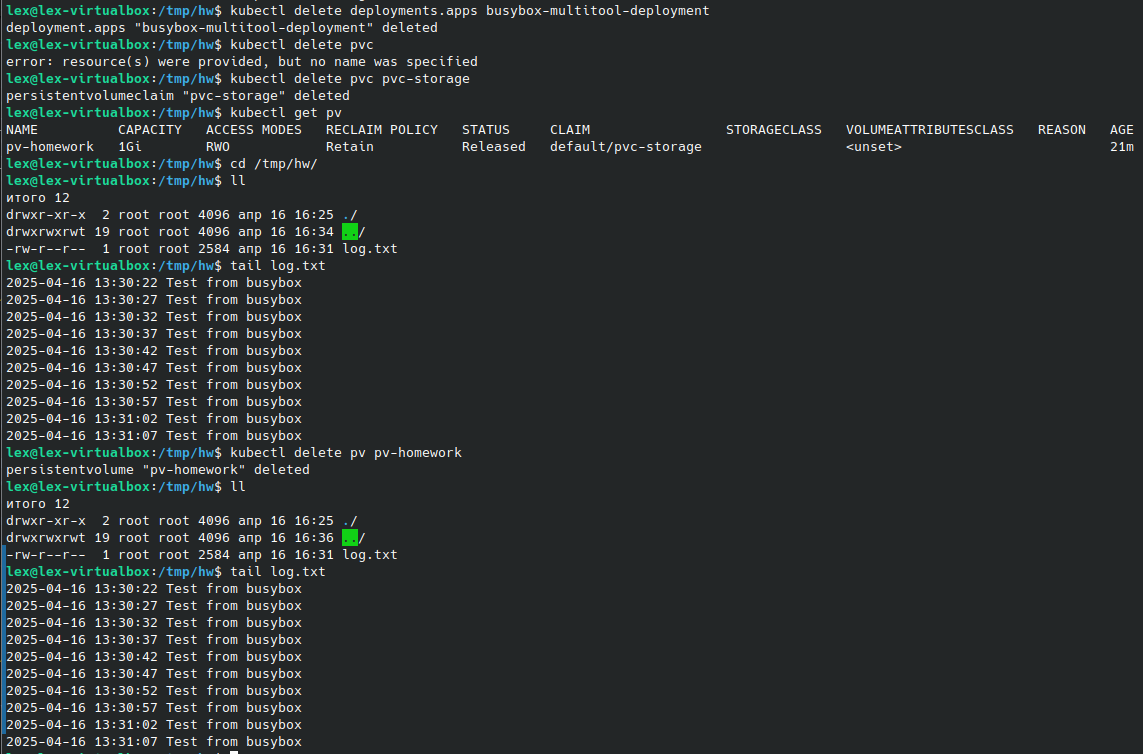 lex@lex-virtualbox:/tmp/hw$ kubectl delete deployments.apps busybox-multitool-deployment
deployment.apps "busybox-multitool-deployment" deleted
lex@lex-virtualbox:/tmp/hw$ kubectl delete pvc
error: resource(s) were provided, but no name was specified
lex@lex-virtualbox:/tmp/hw$ kubectl delete pvc pvc-storage
persistentvolumeclaim "pvc-storage" deleted
lex@lex-virtualbox:/tmp/hw$ kubectl get pv
NAME          CAPACITY   ACCESS MODES   RECLAIM POLICY   STATUS     CLAIM                 STORAGECLASS   VOLUMEATTRIBUTESCLASS   REASON   AGE
pv-homework   1Gi        RWO            Retain           Released   default/pvc-storage                  <unset>                          21m
lex@lex-virtualbox:/tmp/hw$ cd /tmp/hw/
lex@lex-virtualbox:/tmp/hw$ ll
итого 12
drwxr-xr-x  2 root root 4096 апр 16 16:25 ./
drwxrwxrwt 19 root root 4096 апр 16 16:34 ../
-rw-r--r--  1 root root 2584 апр 16 16:31 log.txt
lex@lex-virtualbox:/tmp/hw$ tail log.txt
2025-04-16 13:30:22 Test from busybox
2025-04-16 13:30:27 Test from busybox
2025-04-16 13:30:32 Test from busybox
2025-04-16 13:30:37 Test from busybox
2025-04-16 13:30:42 Test from busybox
2025-04-16 13:30:47 Test from busybox
2025-04-16 13:30:52 Test from busybox
2025-04-16 13:30:57 Test from busybox
2025-04-16 13:31:02 Test from busybox
2025-04-16 13:31:07 Test from busybox
lex@lex-virtualbox:/tmp/hw$ kubectl delete pv pv-homework
persistentvolume "pv-homework" deleted
lex@lex-virtualbox:/tmp/hw$ ll
итого 12
drwxr-xr-x  2 root root 4096 апр 16 16:25 ./
drwxrwxrwt 19 root root 4096 апр 16 16:36 ../
-rw-r--r--  1 root root 2584 апр 16 16:31 log.txt
lex@lex-virtualbox:/tmp/hw$ tail log.txt
2025-04-16 13:30:22 Test from busybox
2025-04-16 13:30:27 Test from busybox
2025-04-16 13:30:32 Test from busybox
2025-04-16 13:30:37 Test from busybox
2025-04-16 13:30:42 Test from busybox
2025-04-16 13:30:47 Test from busybox
2025-04-16 13:30:52 Test from busybox
2025-04-16 13:30:57 Test from busybox
2025-04-16 13:31:02 Test from busybox
2025-04-16 13:31:07 Test from busybox